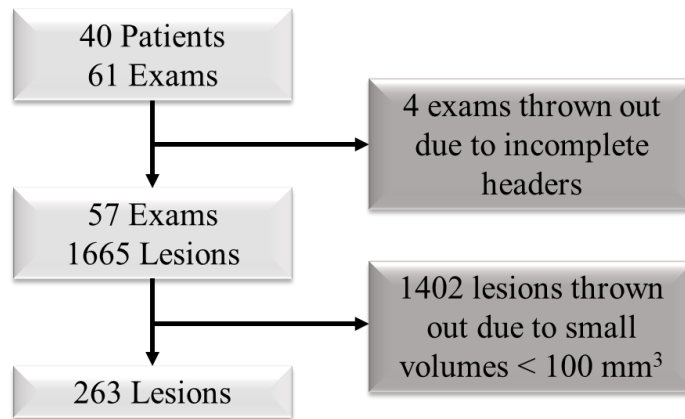 40 Patients
61 Exams
4 exams thrown out
due to incomplete
headers
57 Exams
1665 Lesions
1402 lesions thrown
out due to small
volumes < 100 mm³
263 Lesions